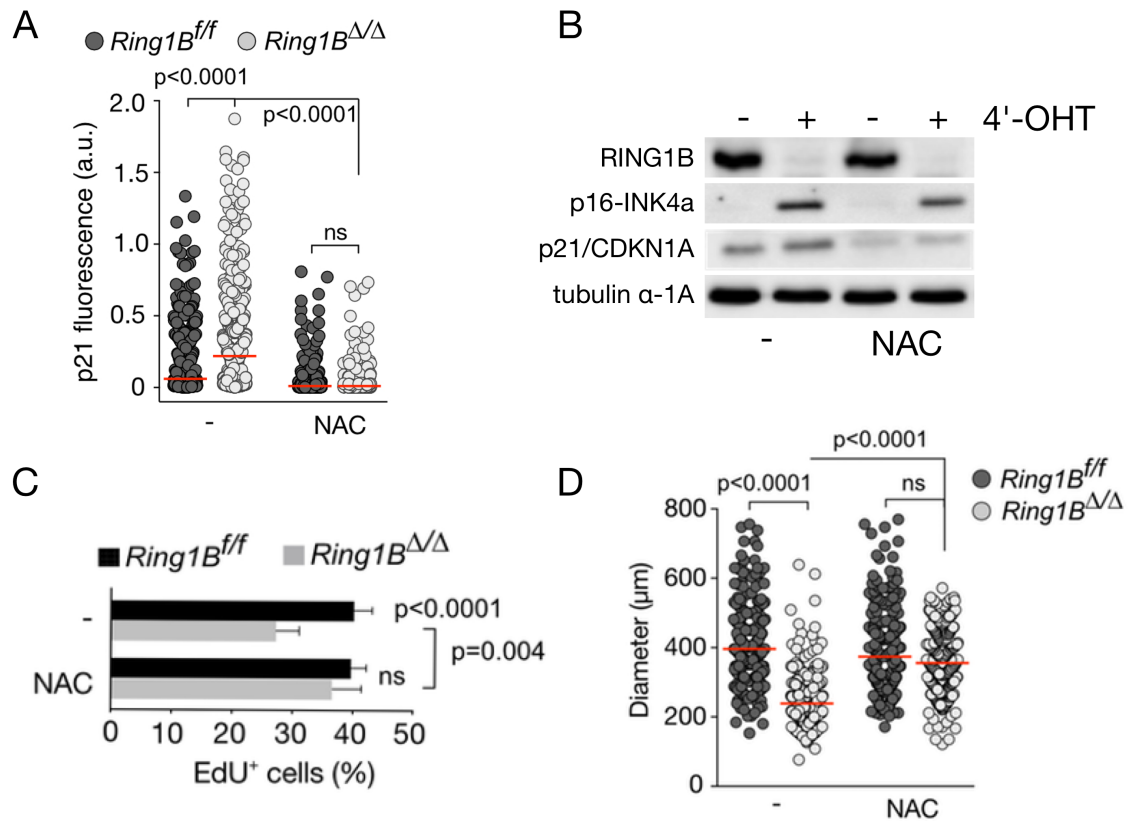 A
Ring1B^f/f Ring1B^Δ/Δ
p<0.0001
p<0.0001
ns
p21 fluorescence (a.u.)
2.0
1.5
1.0
0.5
0
- NAC
B
- + - + 4'-OHT
RING1B
p16-INK4a
p21/CDKN1A
tubulin α-1A
- NAC
C
Ring1B^f/f Ring1B^Δ/Δ
- p<0.0001
p=0.004
NAC ns
0 10 20 30 40 50
EdU⁺ cells (%)
D
p<0.0001
p<0.0001 ns
Ring1B^f/f
Ring1B^Δ/Δ
Diameter (µm)
800
600
400
200
0
- NAC